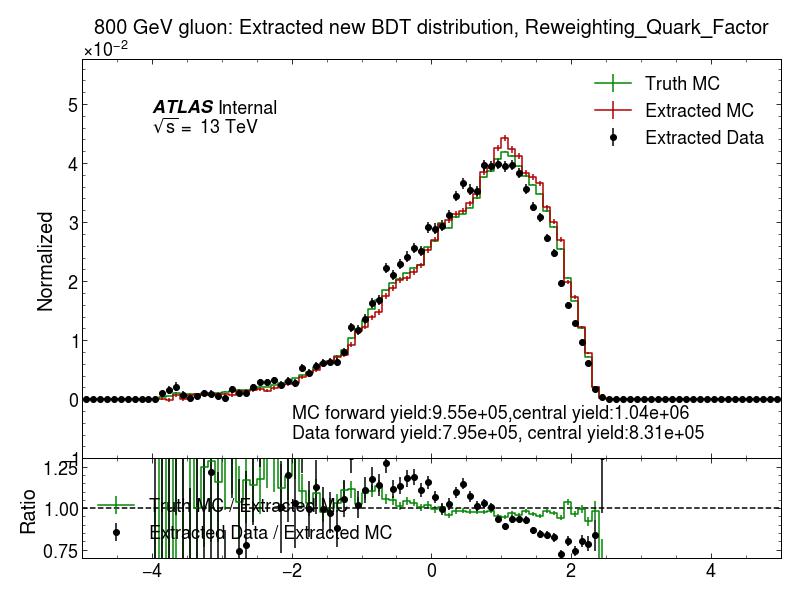 800 GeV gluon: Extracted new BDT distribution, Reweighting_Quark_Factor
×10⁻²
Truth MC
Extracted MC
Extracted Data
ATLAS Internal
√s = 13 TeV
Normalized
5
4
3
2
1
0
MC forward yield:9.55e+05,central yield:1.04e+06
Data forward yield:7.95e+05, central yield:8.31e+05
Ratio
1.25
1.00
0.75
Truth MC / Extracted MC
Extracted Data / Extracted MC
−4 −2 0 2 4